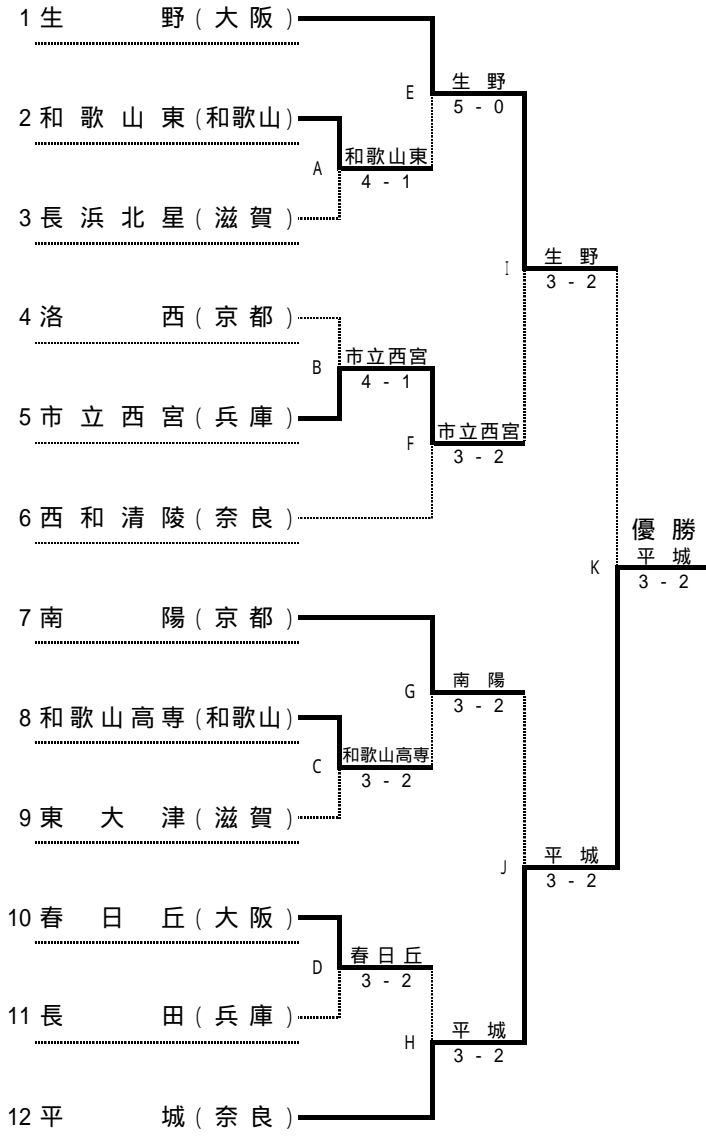 1 生 野 ( 大 阪 )
E 生 野
5 - 0
2 和 歌 山 東 (和歌山)
A 和歌山東
4 - 1
3 長 浜 北 星 ( 滋 賀 )
I 生 野
3 - 2
4 洛 西 ( 京 都 )
B 市立西宮
4 - 1
5 市 立 西 宮 ( 兵 庫 )
F 市立西宮
3 - 2
6 西 和 清 陵 ( 奈 良 )
優 勝
K 平 城
3 - 2
7 南 陽 ( 京 都 )
G 南 陽
3 - 2
8 和 歌 山 高 専 (和歌山)
C 和歌山高専
3 - 2
9 東 大 津 ( 滋 賀 )
J 平 城
3 - 2
10 春 日 丘 ( 大 阪 )
D 春 日 丘
3 - 2
11 長 田 ( 兵 庫 )
H 平 城
3 - 2
12 平 城 ( 奈 良 )